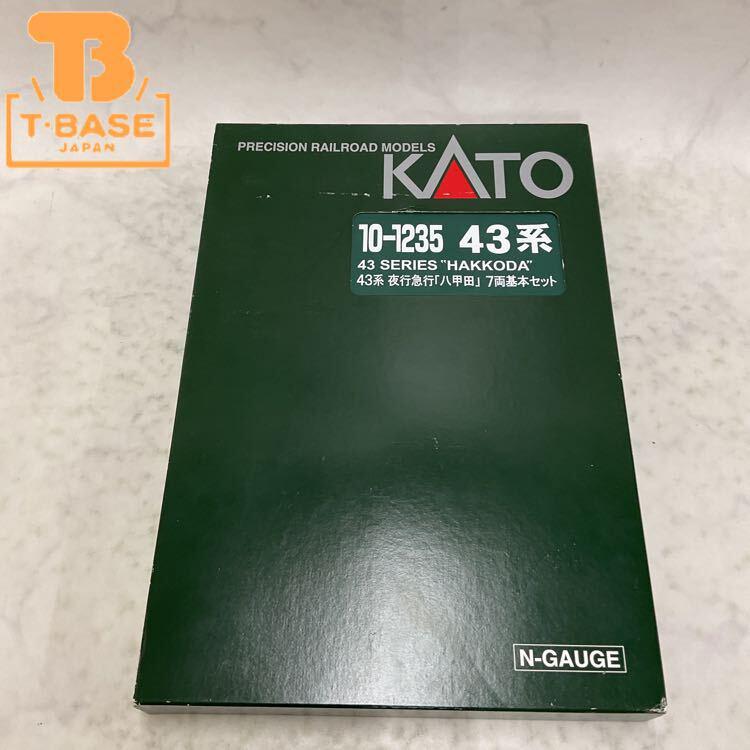 TB
T·BASE
JAPAN
PRECISION RAILROAD MODELS
KATO
10-1235 43系
43 SERIES "HAKKODA"
43系 夜行急行「八甲田」 7両基本セット
N-GAUGE